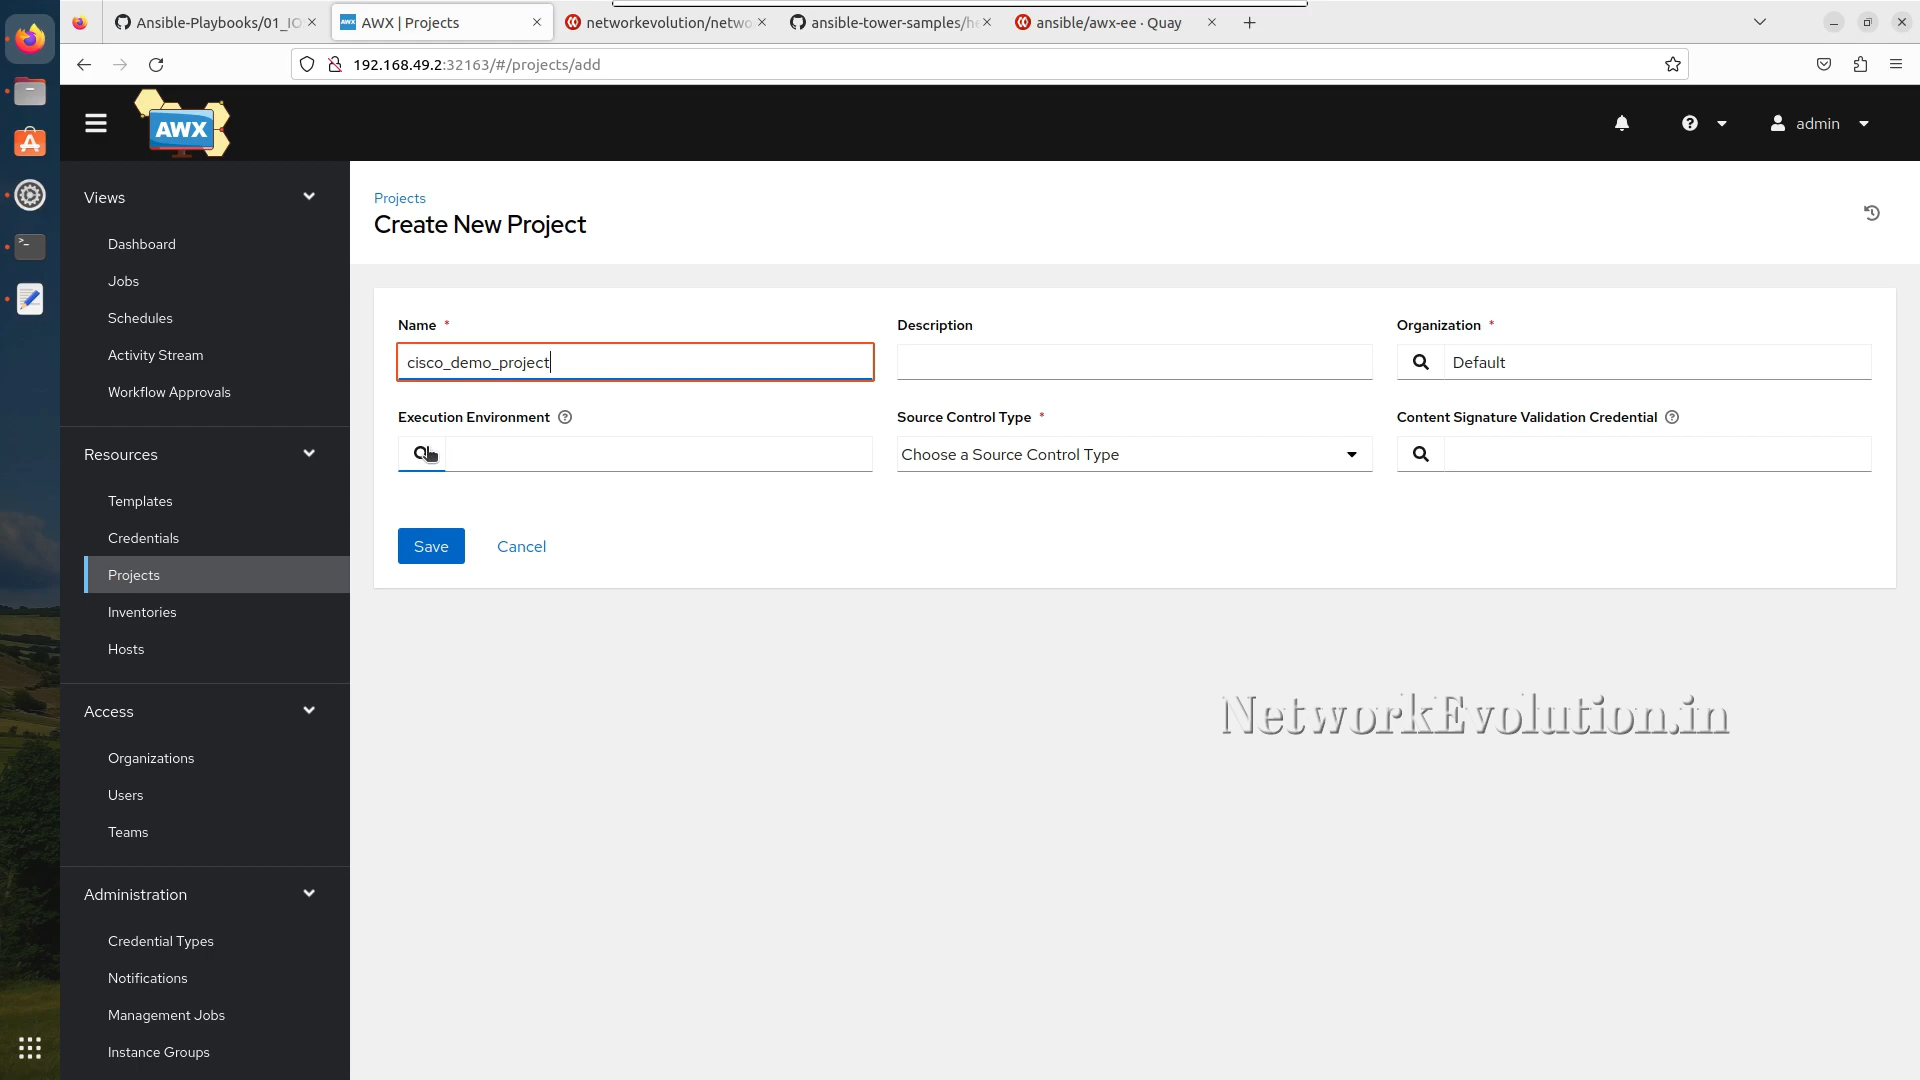 Ansible-Playbooks/01_IO
AWX | Projects
networkevolution/netwo
ansible-tower-samples/he
ansible/awx-ee · Quay
192.168.49.2:32163/#/projects/add
AWX
admin
Views
Dashboard
Jobs
Schedules
Activity Stream
Workflow Approvals
Resources
Templates
Credentials
Projects
Inventories
Hosts
Access
Organizations
Users
Teams
Administration
Credential Types
Notifications
Management Jobs
Instance Groups
Projects
Create New Project
Name *
Description
Organization *
cisco_demo_project
Default
Execution Environment
Source Control Type *
Content Signature Validation Credential
Choose a Source Control Type
Save
Cancel
NetworkEvolution.in